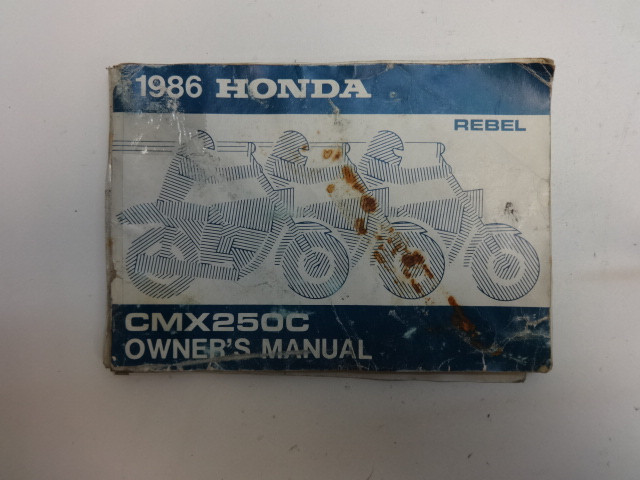 1986 HONDA
REBEL
CMX250C
OWNER'S MANUAL